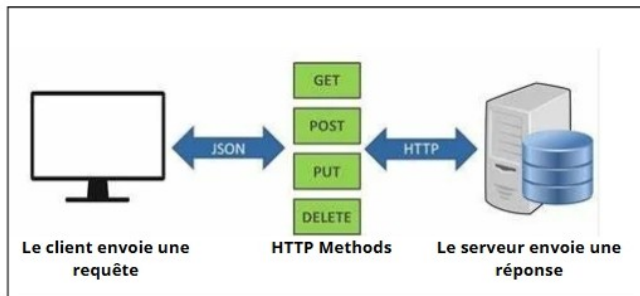 GET
POST
JSON
HTTP
PUT
DELETE
Le client envoie une
requête
HTTP Methods
Le serveur envoie une
réponse